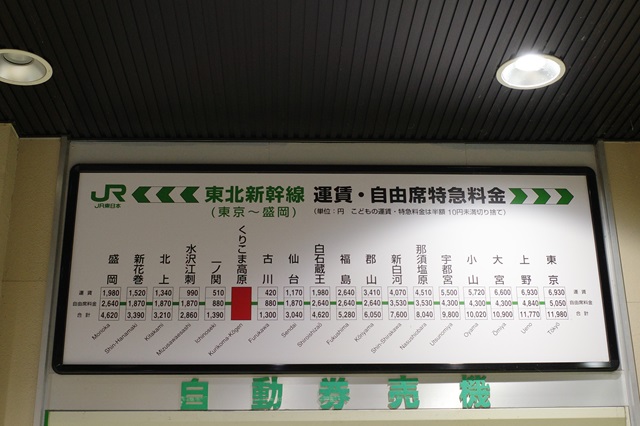 JR
JR東日本
東北新幹線 運賃・自由席特急料金
(東京〜盛岡) (単位:円 こどもの運賃・特急料金は半額 10円未満切り捨て)
盛岡 新花巻 北上 水沢江刺 一ノ関 くりこま高原 古川 仙台 白石蔵王 福島 郡山 新白河 那須塩原 宇都宮 小山 大宮 上野 東京
運賃 1,980 1,520 1,340 990 510 420 1,170 1,980 2,640 3,410 4,070 4,510 5,500 5,720 6,600 6,930 6,930 運賃
自由席料金 2,640 1,870 1,870 1,870 880 880 1,870 2,640 2,640 2,640 3,530 3,530 4,300 4,300 4,300 4,840 5,050 自由席料金
合計 4,620 3,390 3,210 2,860 1,390 1,300 3,040 4,620 5,280 6,050 7,600 8,040 9,800 10,020 10,900 11,770 11,980 合計
Morioka Shin-Hanamaki Kitakami Mizusawaesashi Ichinoseki Kurikoma-Kōgen Furukawa Sendai Shiroishizaō Fukushima Kōriyama Shin-Shirakawa Nasushiobara Utsunomiya Oyama Ōmiya Ueno Tōkyō
自動券売機